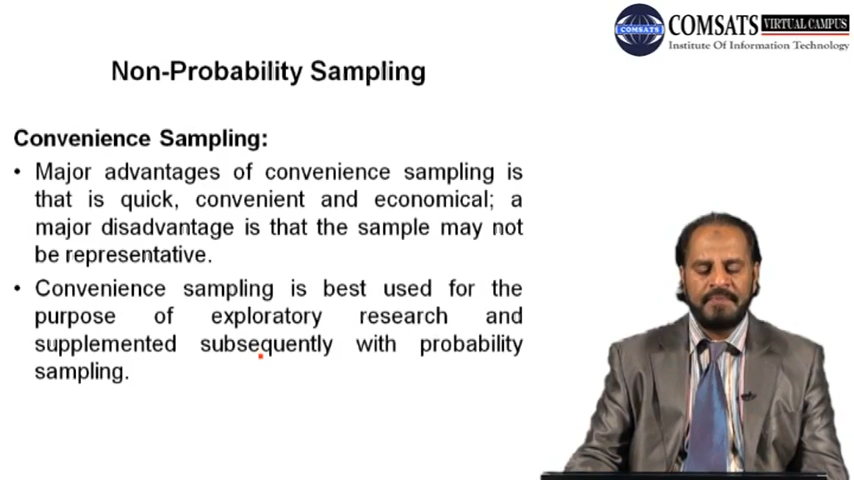 COMSATS VIRTUAL CAMPUS
COMSATS
Institute Of Information Technology
Non-Probability Sampling
Convenience Sampling:
• Major advantages of convenience sampling is
that is quick, convenient and economical; a
major disadvantage is that the sample may not
be representative.
• Convenience sampling is best used for the
purpose of exploratory research and
supplemented subsequently with probability
sampling.